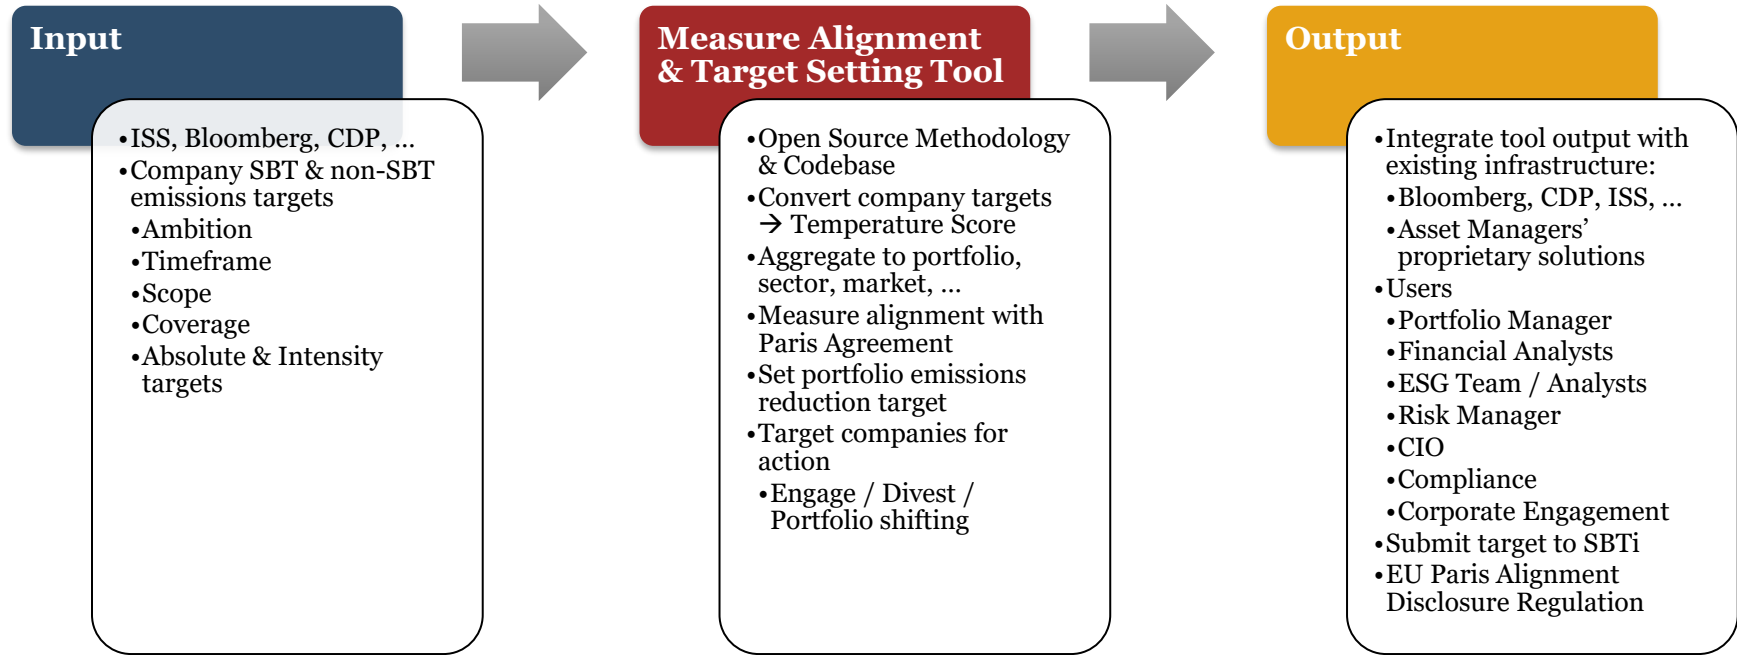 Input
•ISS, Bloomberg, CDP, …
•Company SBT & non-SBT
emissions targets
•Ambition
•Timeframe
•Scope
•Coverage
•Absolute & Intensity
targets
Measure Alignment
& Target Setting Tool
•Open Source Methodology
& Codebase
•Convert company targets
→ Temperature Score
•Aggregate to portfolio,
sector, market, …
•Measure alignment with
Paris Agreement
•Set portfolio emissions
reduction target
•Target companies for
action
•Engage / Divest /
Portfolio shifting
Output
•Integrate tool output with
existing infrastructure:
•Bloomberg, CDP, ISS, …
•Asset Managers’
proprietary solutions
•Users
•Portfolio Manager
•Financial Analysts
•ESG Team / Analysts
•Risk Manager
•CIO
•Compliance
•Corporate Engagement
•Submit target to SBTi
•EU Paris Alignment
Disclosure Regulation